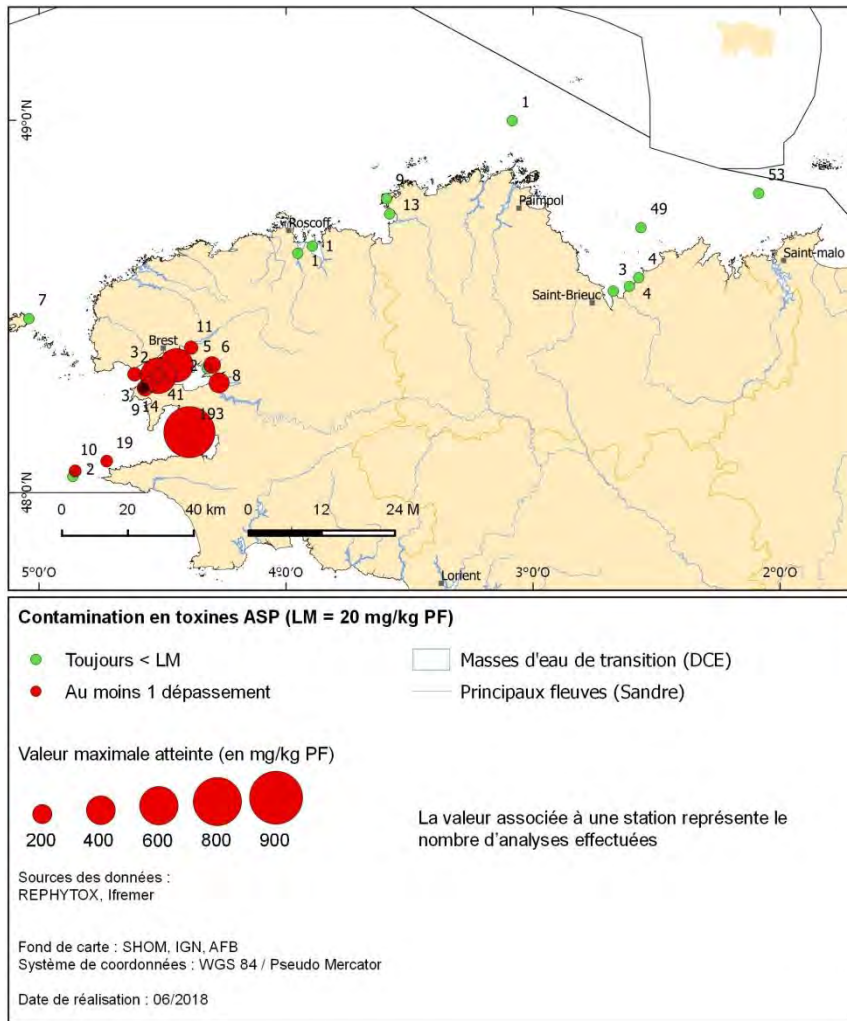 1
49°0'N
53
9
Paimpol
13
Roscoff
49
1
1
4
3
4
Saint-malo
Saint-Brieuc
7
11
Brest
5
6
3
2
2
8
3
41
14
9
193
19
10
2
48°0'N
0 20 40 km 0 12 24 M
Lorient
5°0'O 4°0'O 3°0'O 2°0'O
Contamination en toxines ASP (LM = 20 mg/kg PF)
Toujours < LM
Masses d'eau de transition (DCE)
Au moins 1 dépassement
Principaux fleuves (Sandre)
Valeur maximale atteinte (en mg/kg PF)
200 400 600 800 900
La valeur associée à une station représente le
nombre d'analyses effectuées
Sources des données :
REPHYTOX, Ifremer
Fond de carte : SHOM, IGN, AFB
Système de coordonnées : WGS 84 / Pseudo Mercator
Date de réalisation : 06/2018